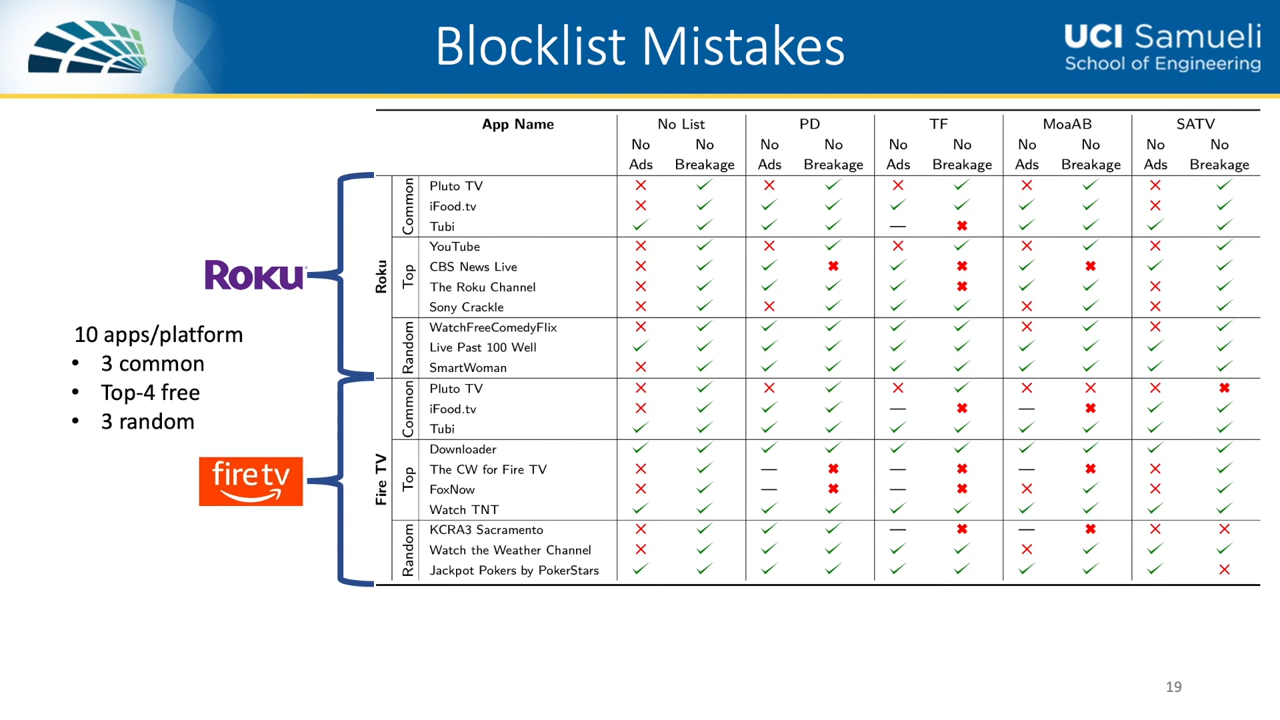 Blocklist Mistakes
UCI Samueli
School of Engineering
App Name No List PD TF MoaAB SATV
No No No No No No No No No No
Ads Breakage Ads Breakage Ads Breakage Ads Breakage Ads Breakage
Roku
Common
Pluto TV ✕ ✓ ✕ ✓ ✕ ✓ ✕ ✓ ✕ ✓
iFood.tv ✕ ✓ ✓ ✓ ✓ ✓ ✓ ✓ ✕ ✓
Tubi ✓ ✓ ✓ ✓ — ✖ ✓ ✓ ✓ ✓
Top
YouTube ✕ ✓ ✕ ✓ ✕ ✓ ✕ ✓ ✕ ✓
CBS News Live ✕ ✓ ✓ ✖ ✓ ✖ ✓ ✖ ✓ ✓
The Roku Channel ✕ ✓ ✓ ✓ ✓ ✖ ✓ ✓ ✕ ✓
Sony Crackle ✕ ✓ ✕ ✓ ✓ ✓ ✕ ✓ ✕ ✓
Random
WatchFreeComedyFlix ✕ ✓ ✓ ✓ ✓ ✓ ✕ ✓ ✕ ✓
Live Past 100 Well ✓ ✓ ✓ ✓ ✓ ✓ ✓ ✓ ✓ ✓
SmartWoman ✕ ✓ ✓ ✓ ✓ ✓ ✓ ✓ ✓ ✓
Fire TV
Common
Pluto TV ✕ ✓ ✕ ✓ ✕ ✓ ✕ ✕ ✕ ✖
iFood.tv ✕ ✓ ✓ ✓ — ✖ — ✖ ✓ ✓
Tubi ✓ ✓ ✓ ✓ ✓ ✓ ✓ ✓ ✓ ✓
Top
Downloader ✓ ✓ ✓ ✓ ✓ ✓ ✓ ✓ ✓ ✓
The CW for Fire TV ✕ ✓ — ✖ — ✖ — ✖ ✕ ✓
FoxNow ✕ ✓ — ✖ — ✖ ✕ ✓ ✕ ✓
Watch TNT ✓ ✓ ✓ ✓ ✓ ✓ ✓ ✓ ✓ ✓
Random
KCRA3 Sacramento ✕ ✓ ✓ ✓ — ✖ — ✖ ✕ ✕
Watch the Weather Channel ✕ ✓ ✓ ✓ ✓ ✓ ✕ ✓ ✓ ✓
Jackpot Pokers by PokerStars ✓ ✓ ✓ ✓ ✓ ✓ ✓ ✓ ✓ ✕
ROKU
10 apps/platform
• 3 common
• Top-4 free
• 3 random
fire tv
19